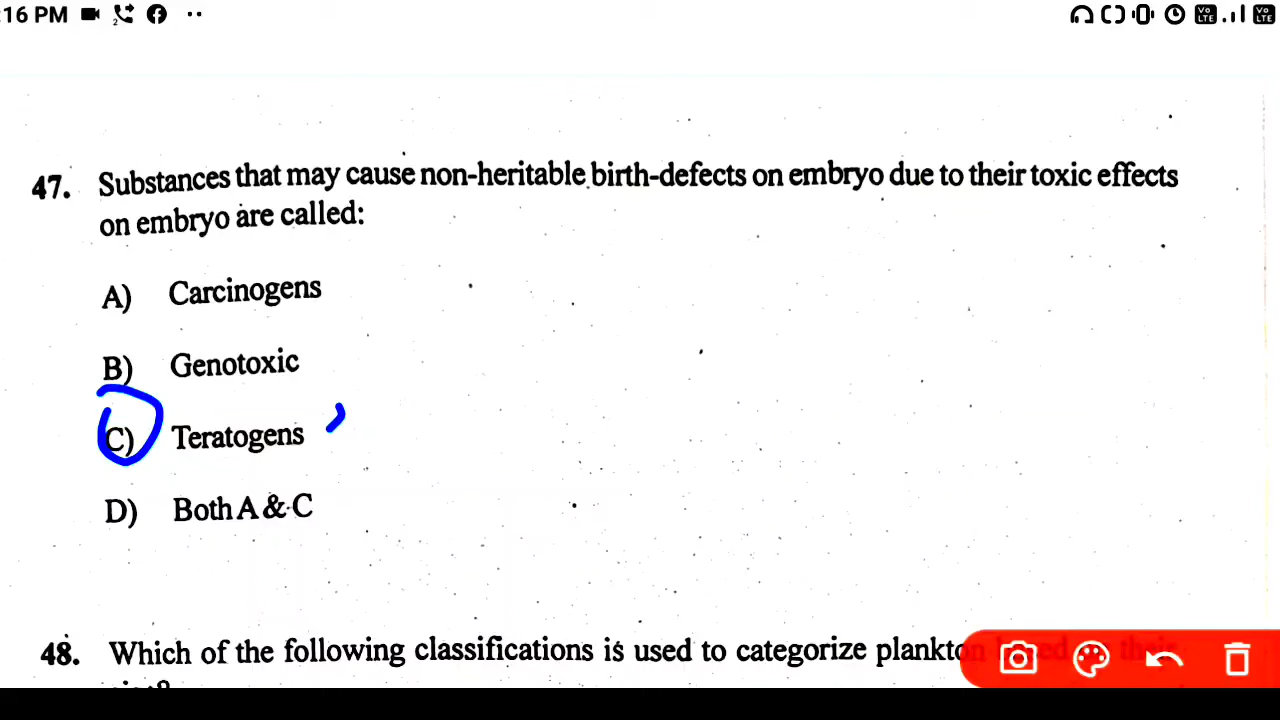 :16 PM
47. Substances that may cause non-heritable birth-defects on embryo due to their toxic effects
on embryo are called:
A) Carcinogens
B) Genotoxic
C) Teratogens
D) Both A & C
48. Which of the following classifications is used to categorize plankton